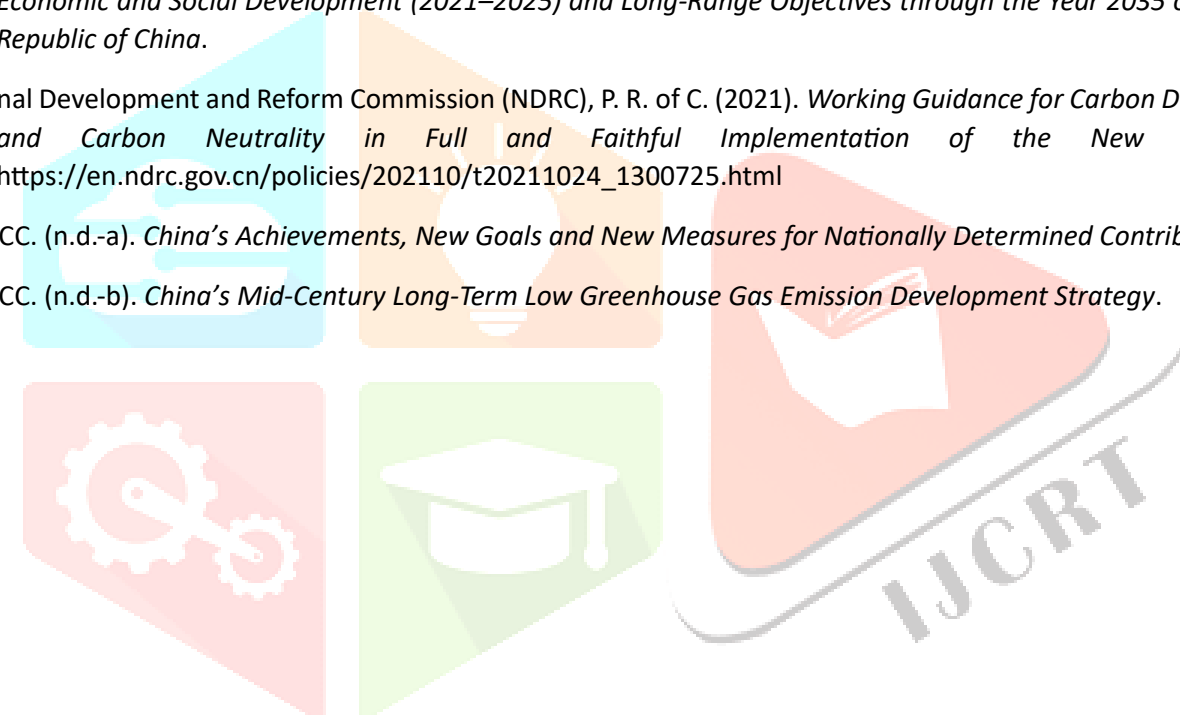 Economic and Social Development (2021–2025) and Long-Range Objectives through the Year 2035
Republic of China.
nal Development and Reform Commission (NDRC), P. R. of C. (2021). Working Guidance for Carbon D
and Carbon Neutrality in Full and Faithful Implementation of the New
https://en.ndrc.gov.cn/policies/202110/t20211024_1300725.html
CC. (n.d.-a). China’s Achievements, New Goals and New Measures for Nationally Determined Contrib
CC. (n.d.-b). China’s Mid-Century Long-Term Low Greenhouse Gas Emission Development Strategy.
IJCRT